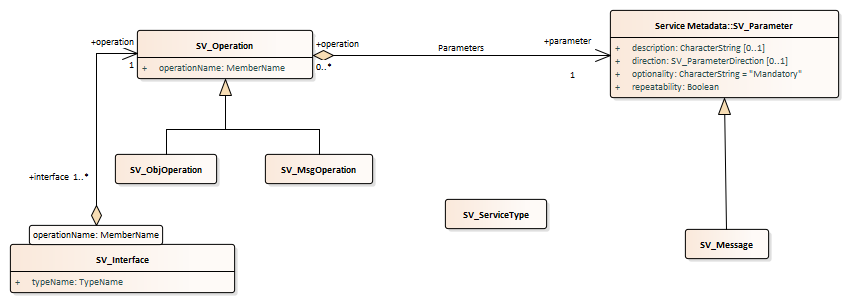 SV_Operation
+ operationName: MemberName
+operation
1
+operation
0..*
Parameters
+parameter
1
Service Metadata::SV_Parameter
+ description: CharacterString [0..1]
+ direction: SV_ParameterDirection [0..1]
+ optionality: CharacterString = "Mandatory"
+ repeatability: Boolean
SV_ObjOperation
SV_MsgOperation
+interface 1..*
SV_ServiceType
operationName: MemberName
SV_Interface
+ typeName: TypeName
SV_Message